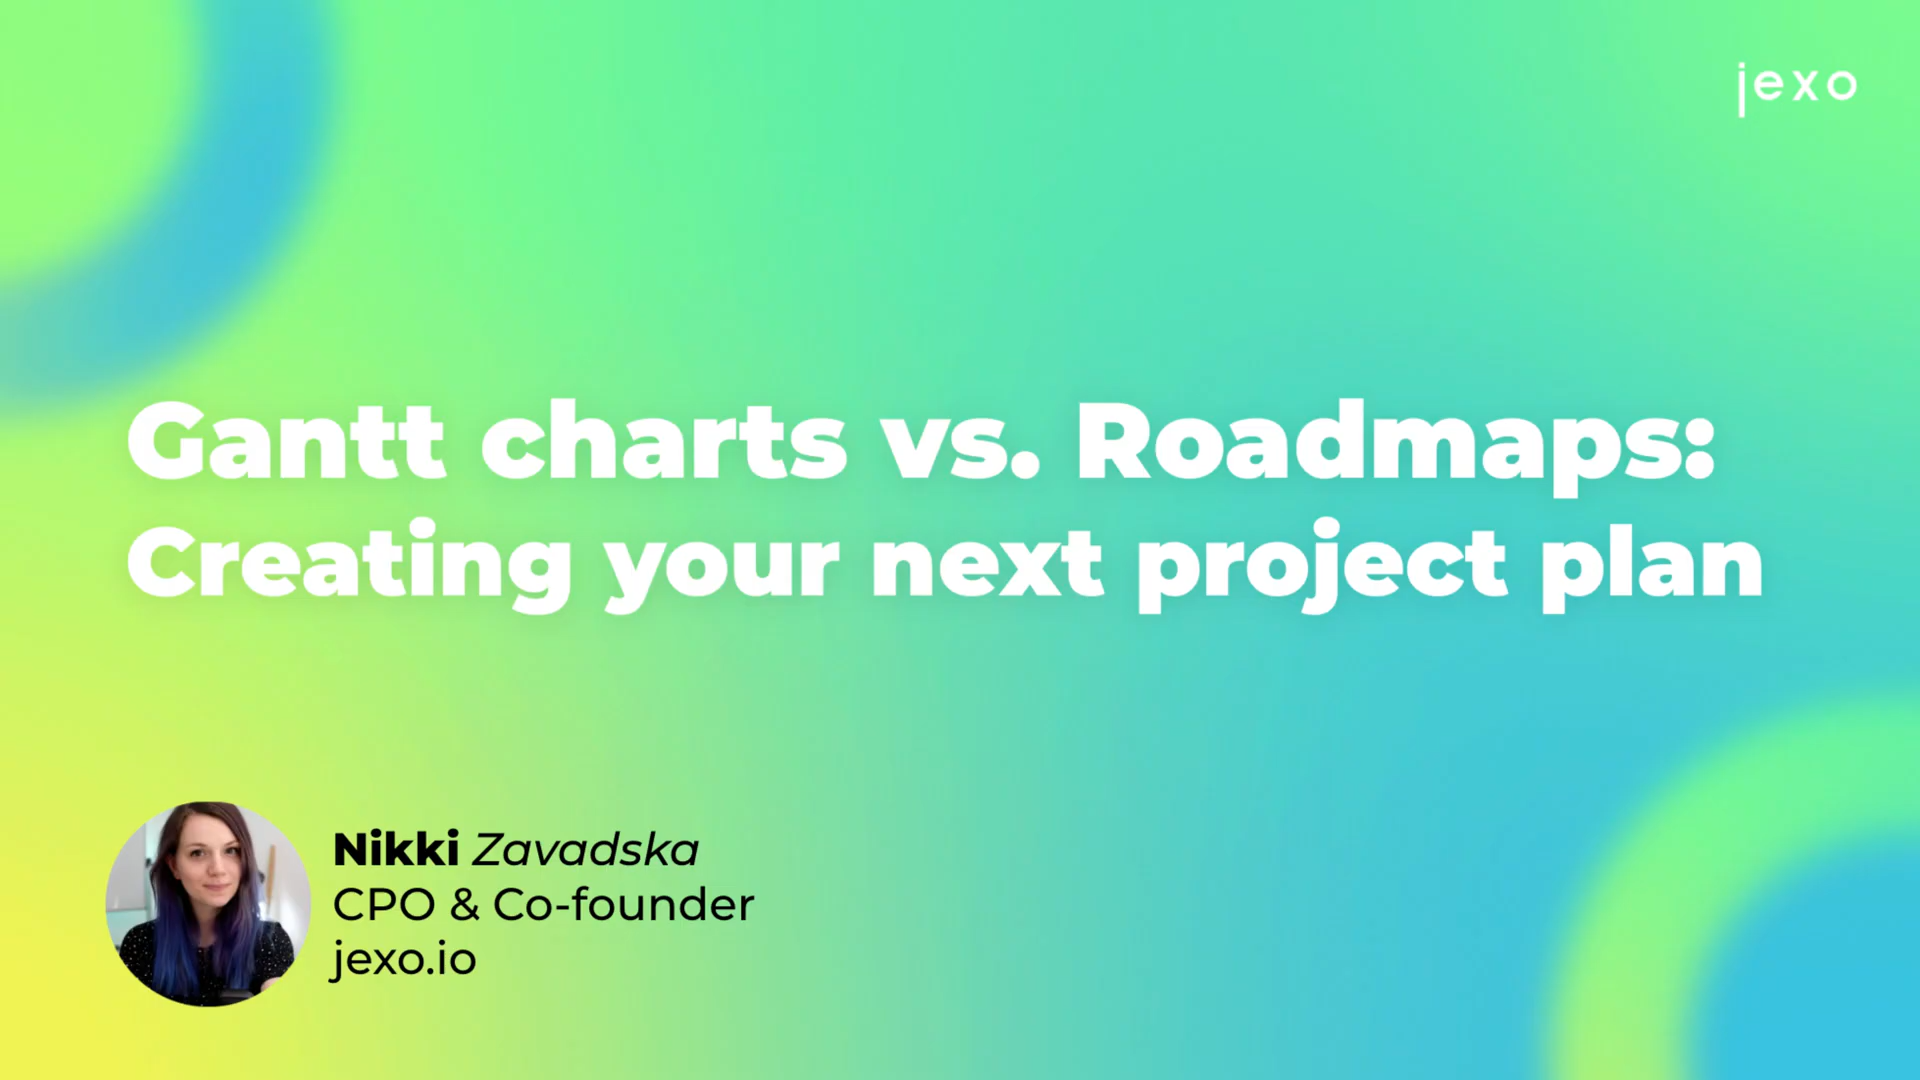 jexo
Gantt charts vs. Roadmaps:
Creating your next project plan
Nikki Zavadska
CPO & Co-founder
jexo.io